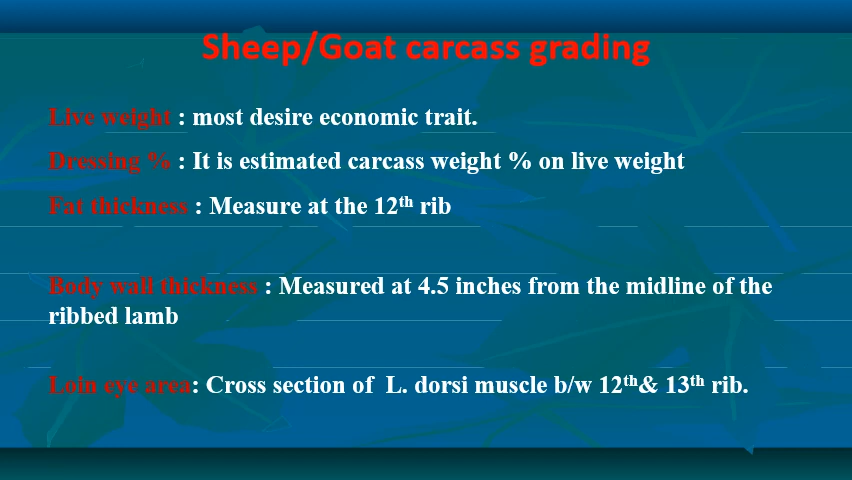 Sheep/Goat carcass grading
Live weight : most desire economic trait.
Dressing % : It is estimated carcass weight % on live weight
Fat thickness : Measure at the 12th rib
Body wall thickness : Measured at 4.5 inches from the midline of the
ribbed lamb
Loin eye area: Cross section of L. dorsi muscle b/w 12th& 13th rib.